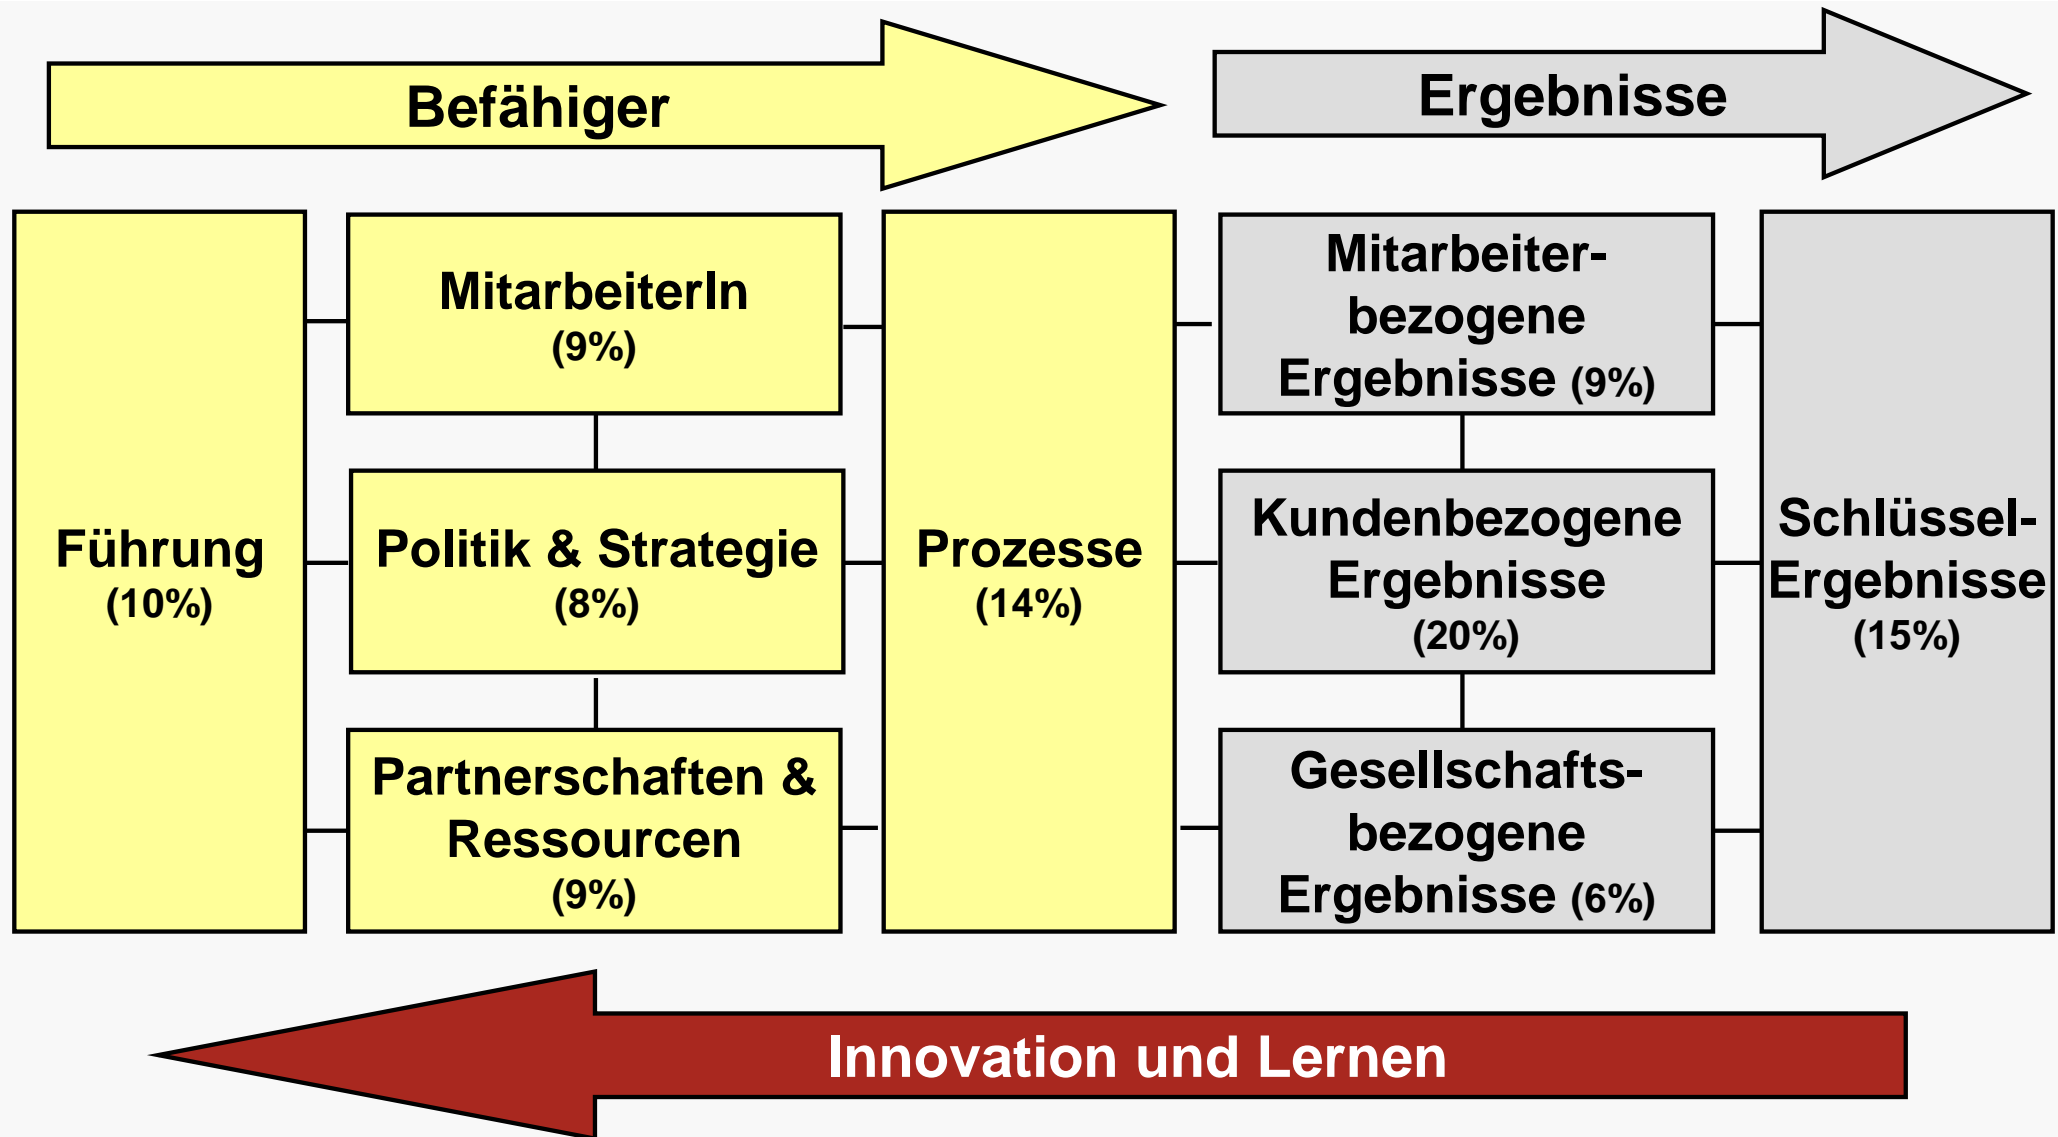 Befähiger
Ergebnisse
Führung
(10%)
MitarbeiterIn
(9%)
Politik & Strategie
(8%)
Partnerschaften &
Ressourcen
(9%)
Prozesse
(14%)
Mitarbeiter-
bezogene
Ergebnisse (9%)
Kundenbezogene
Ergebnisse
(20%)
Gesellschafts-
bezogene
Ergebnisse (6%)
Schlüssel-
Ergebnisse
(15%)
Innovation und Lernen